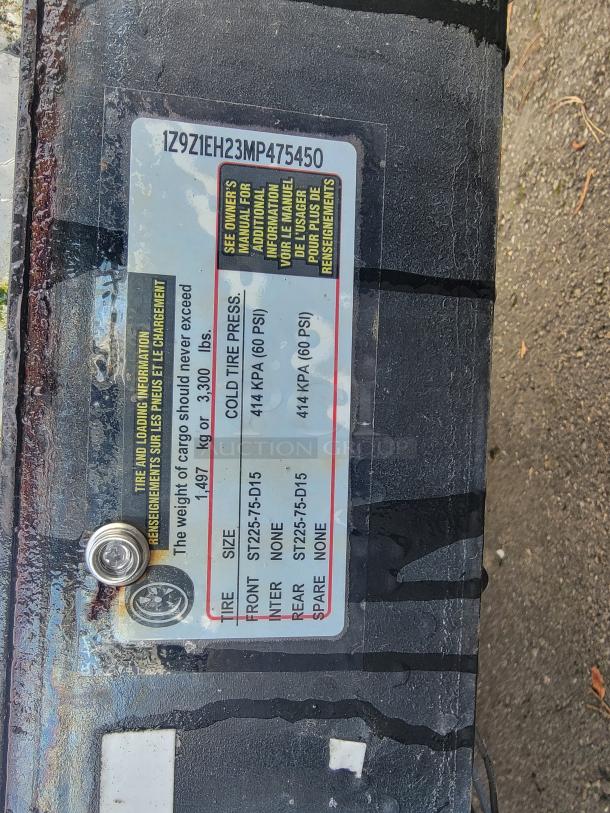 1Z9Z1EH23MP475450
TIRE AND LOADING INFORMATION
RENSEIGNEMENTS SUR LES PNEUS ET LE CHARGEMENT
The weight of cargo should never exceed
1,497 kg or 3,300 lbs.
TIRE SIZE COLD TIRE PRESS.
FRONT ST225-75-D15 414 KPA (60 PSI)
INTER NONE
REAR ST225-75-D15 414 KPA (60 PSI)
SPARE NONE
SEE OWNER'S
MANUAL FOR
ADDITIONAL
INFORMATION
VOIR LE MANUEL
DE L'USAGER
POUR PLUS DE
RENSEIGNEMENTS
AUCTION GROUP